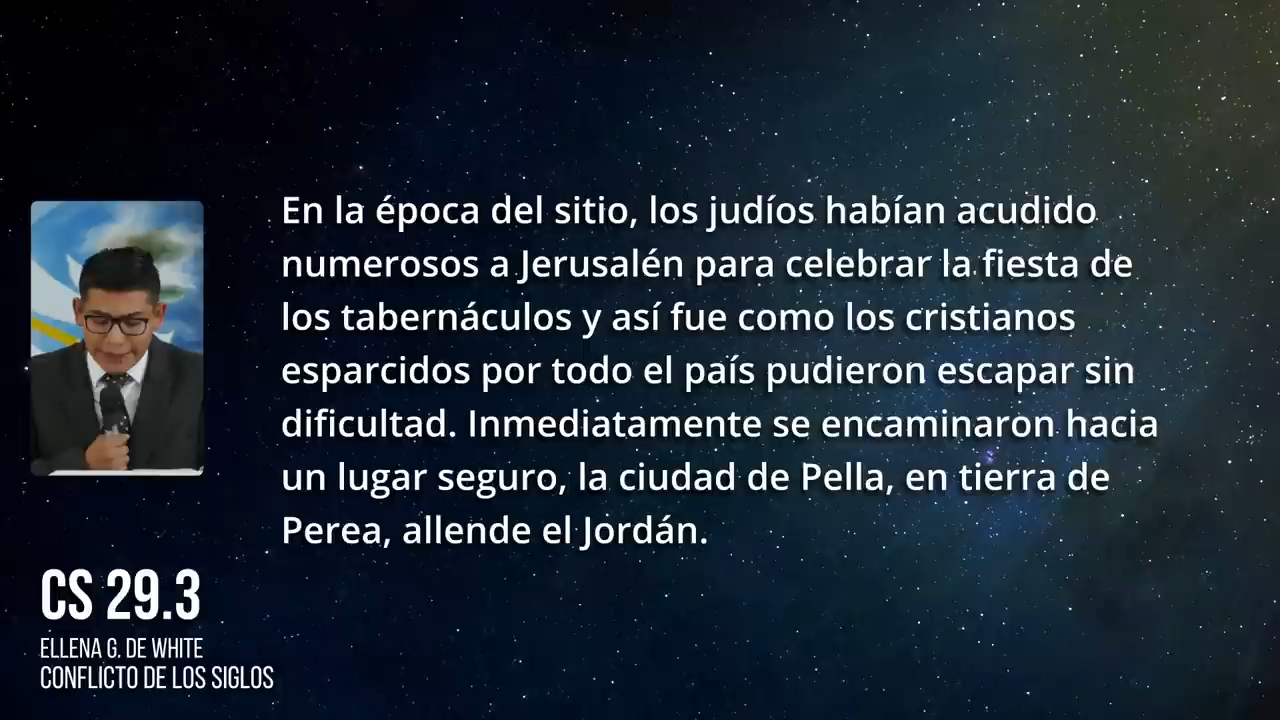 En la época del sitio, los judíos habían acudido
numerosos a Jerusalén para celebrar la fiesta de
los tabernáculos y así fue como los cristianos
esparcidos por todo el país pudieron escapar sin
dificultad. Inmediatamente se encaminaron hacia
un lugar seguro, la ciudad de Pella, en tierra de
Perea, allende el Jordán.
CS 29.3
ELLENA G. DE WHITE
CONFLICTO DE LOS SIGLOS